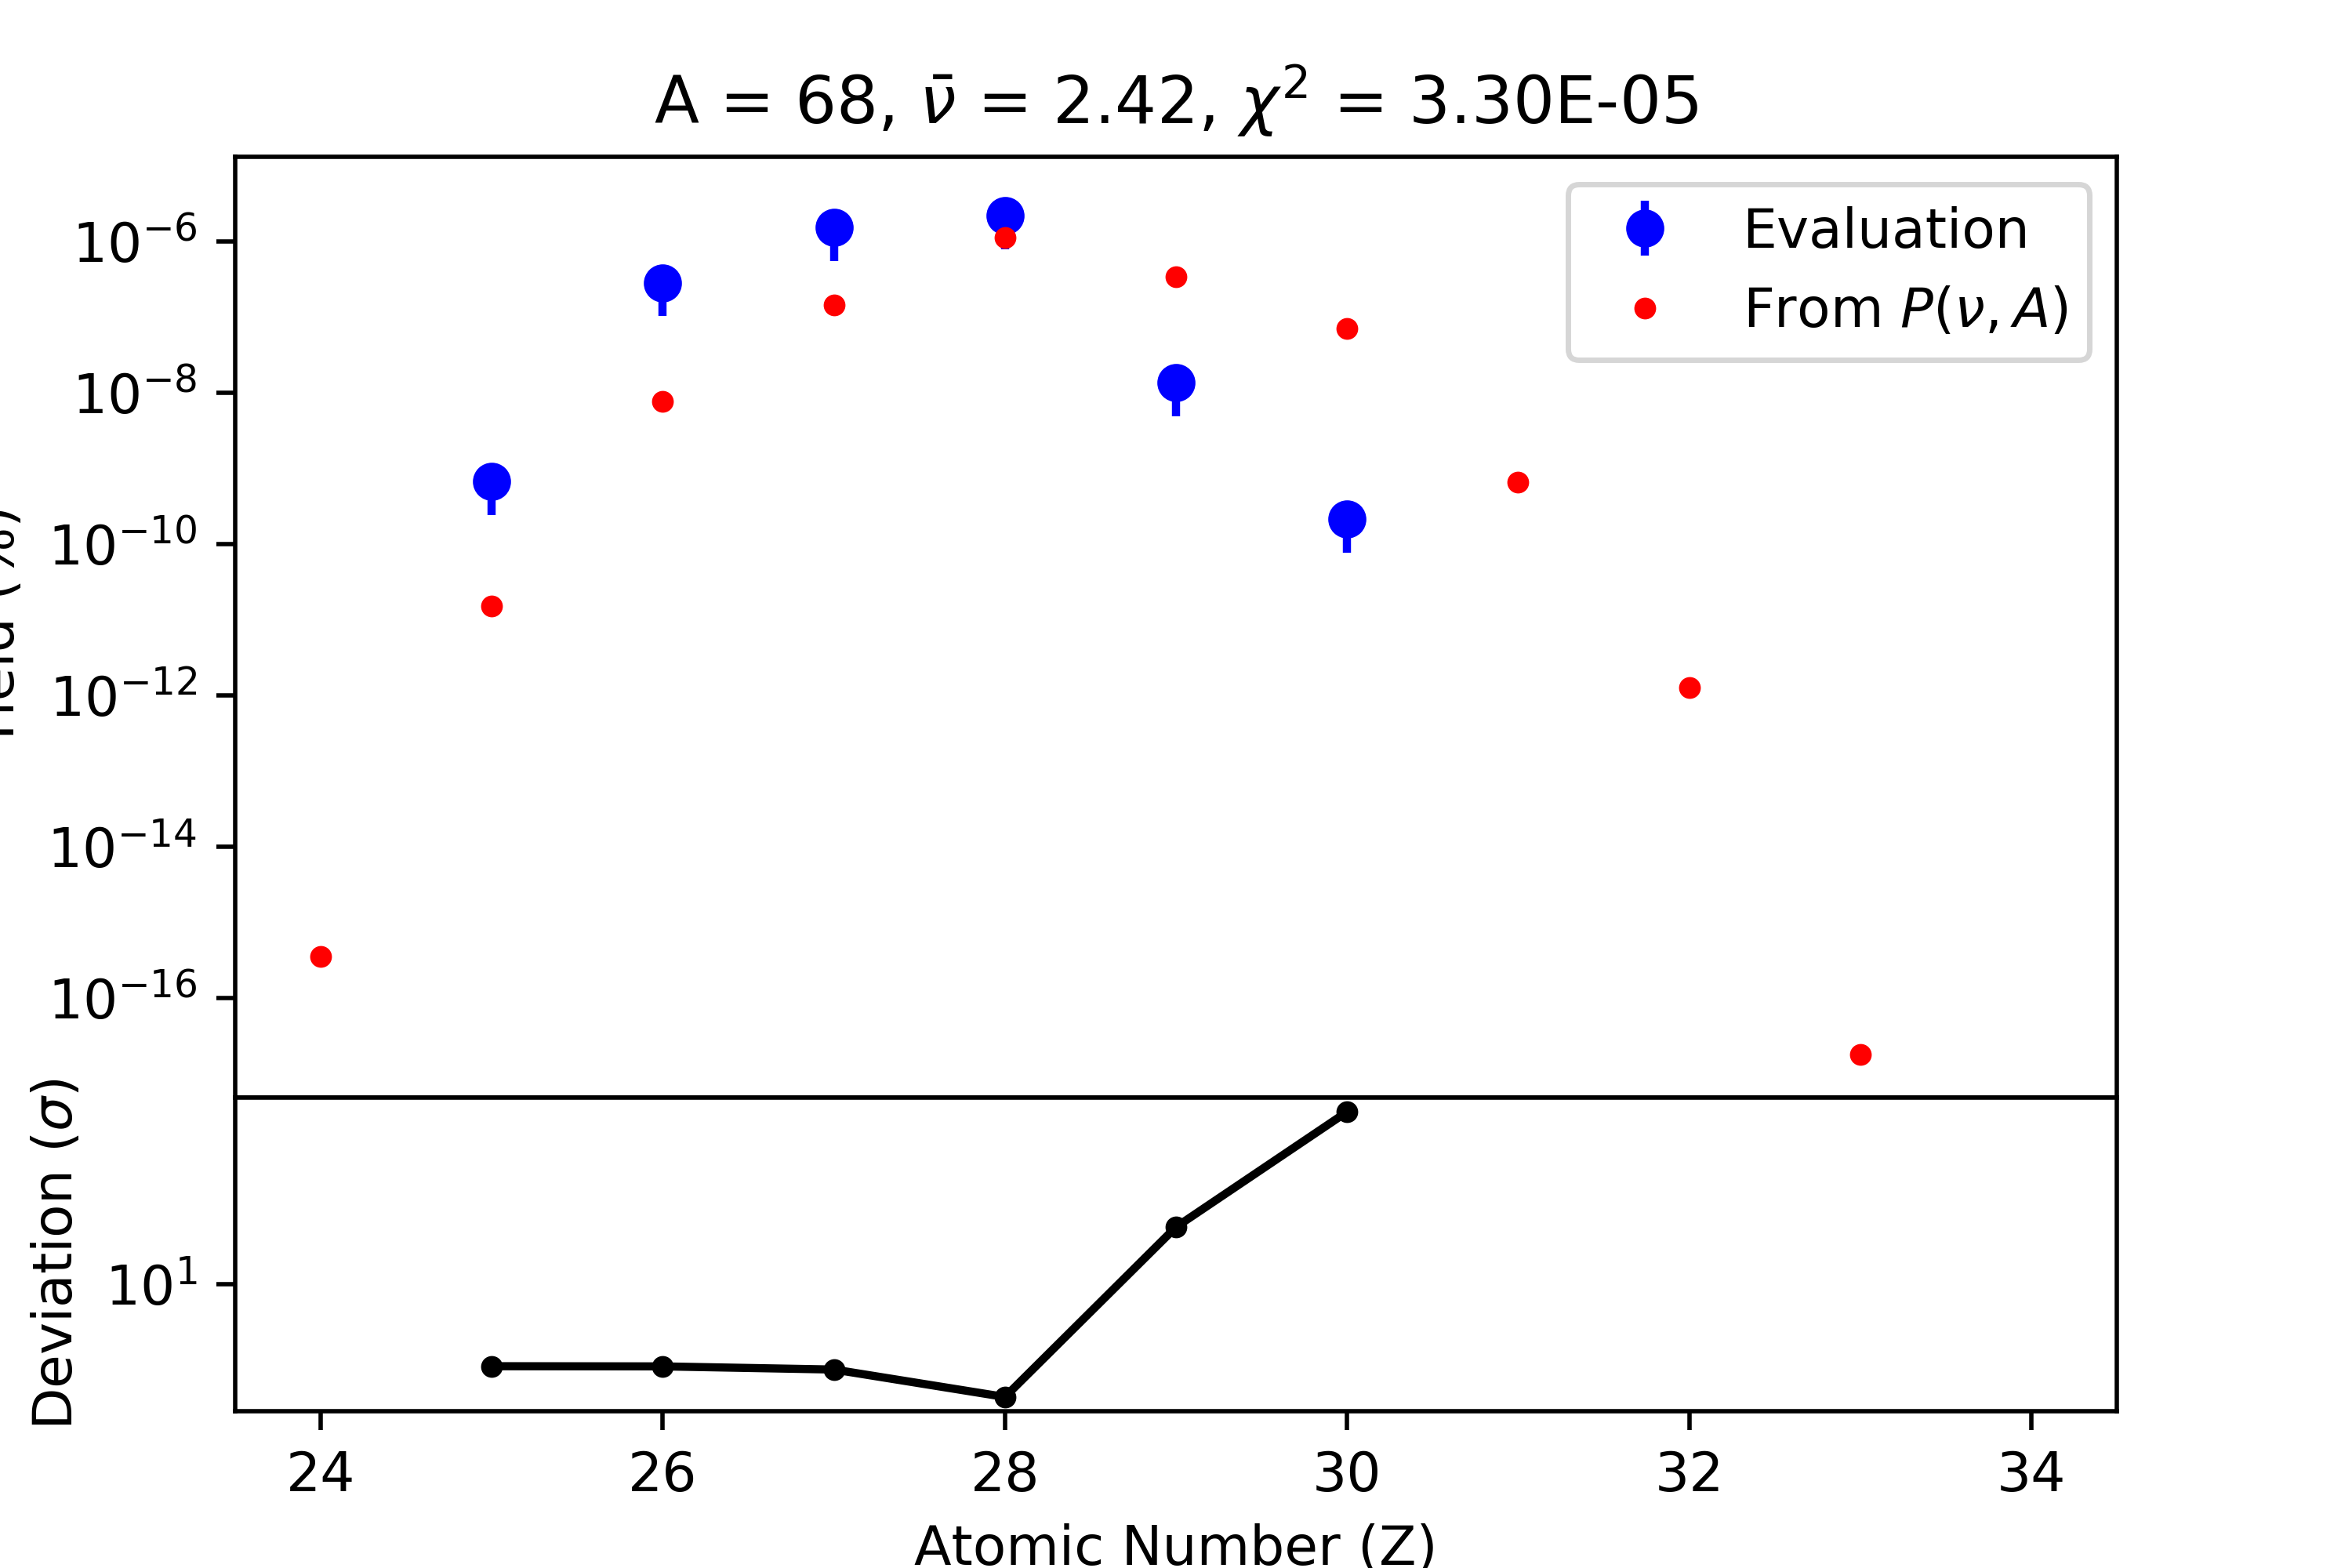 A = 68, ν̄ = 2.42, χ² = 3.30E-05
Evaluation
From P(ν, A)
10⁻⁶
10⁻⁸
10⁻¹⁰
10⁻¹²
10⁻¹⁴
10⁻¹⁶
(%)
Deviation (σ)
10¹
24 26 28 30 32 34
Atomic Number (Z)